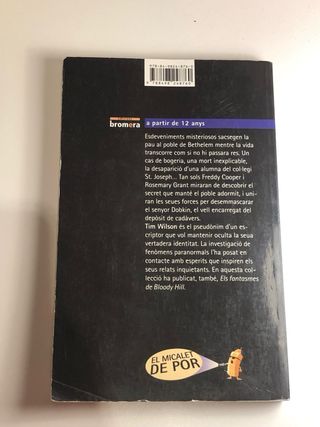 edicions
bromera
a partir de 12 anys
Esdeveniments misteriosos sacsegen la
pau al poble de Bethelem mentre la vida
transcorre com si no hi passara res. Un
cas de bogeria, una mort inexplicable,
la desaparició d'una alumna del col·legi
St. Joseph... Tan sols Freddy Cooper i
Rosemary Grant miraran de descobrir el
secret que manté el poble adormit, i uni-
ran les seues forces per desemmascarar
el senyor Dobkin, el vell encarregat del
depòsit de cadàvers.
Tim Wilson és el pseudònim d'un es-
criptor que vol mantenir oculta la seua
vertadera identitat. La investigació de
fenòmens paranormals l'ha posat en
contacte amb esperits que inspiren els
seus relats inquietants. En aquesta col-
lecció ha publicat, també, Els fantasmes
de Bloody Hill.
EL MICALET
DE POR